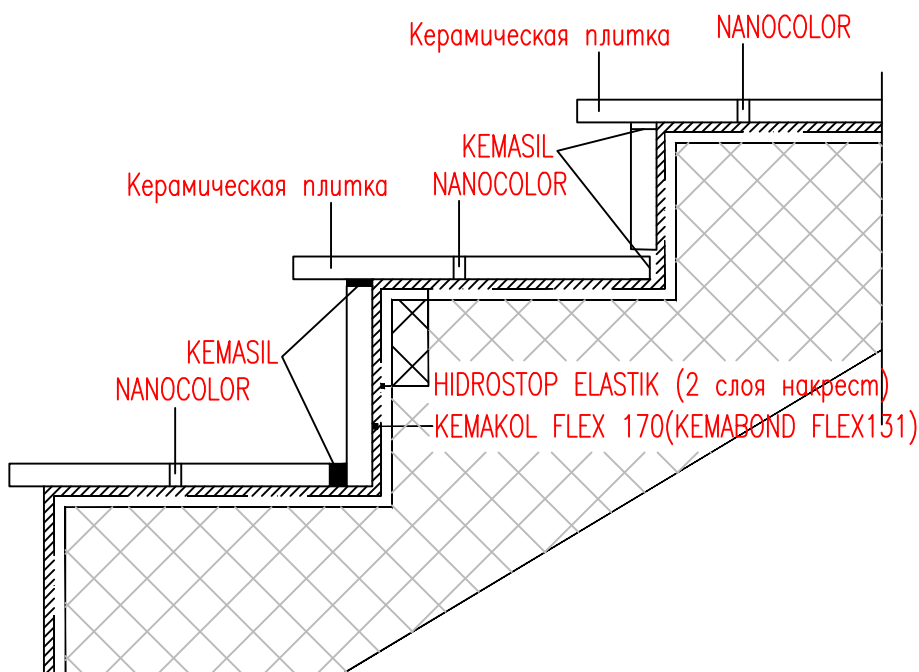 Керамическая плитка
NANOCOLOR
KEMASIL
NANOCOLOR
Керамическая плитка
KEMASIL
NANOCOLOR
HIDROSTOP ELASTIK (2 слоя накрест)
KEMAKOL FLEX 170(KEMABOND FLEX131)